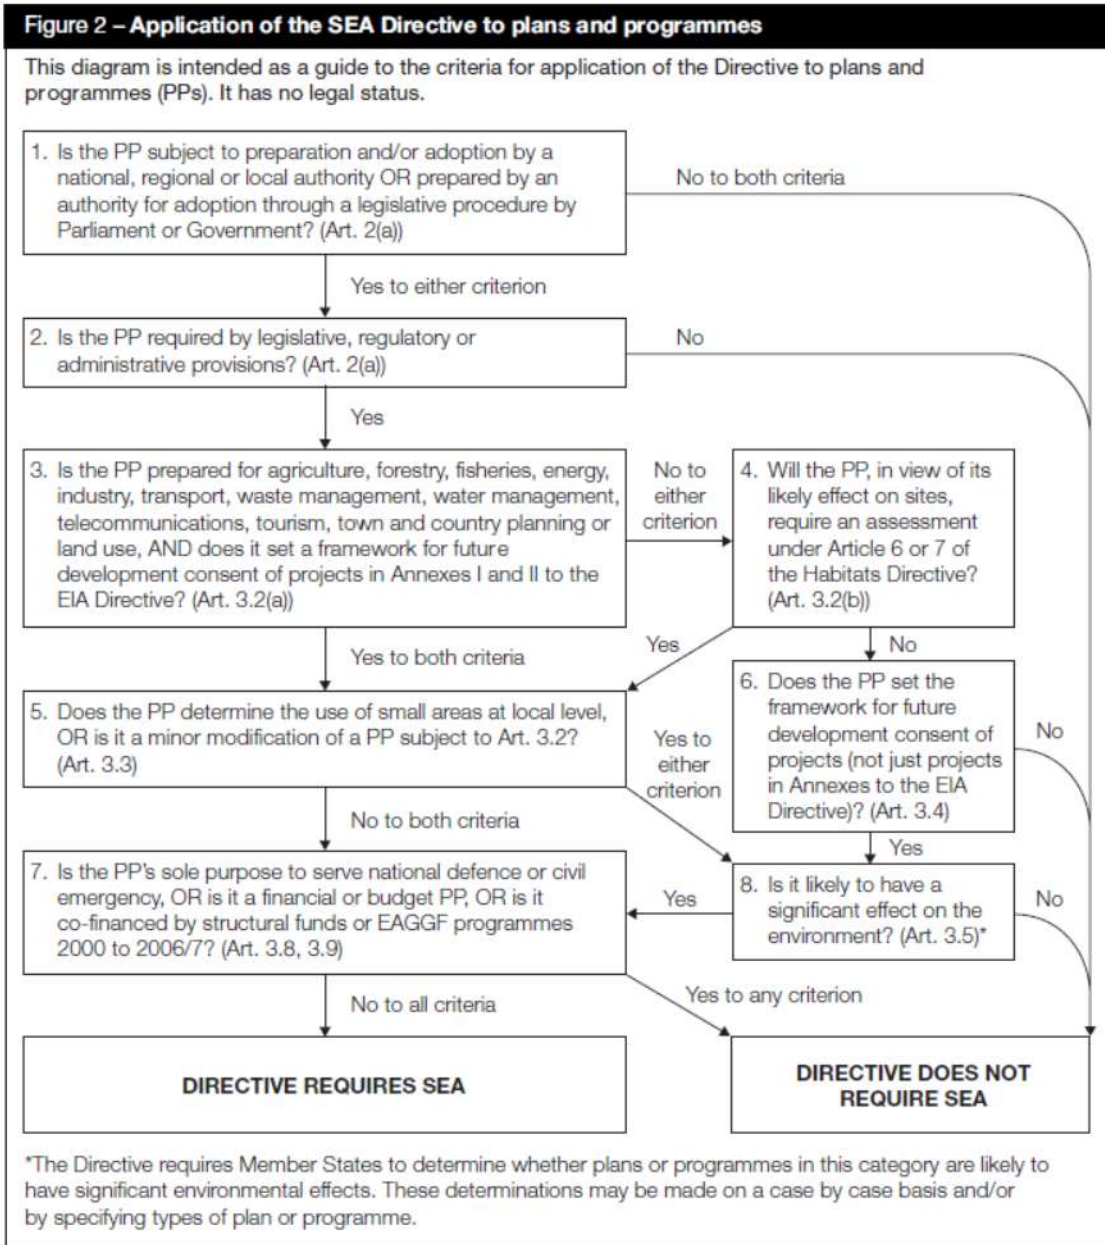 Figure 2 – Application of the SEA Directive to plans and programmes
This diagram is intended as a guide to the criteria for application of the Directive to plans and
programmes (PPs). It has no legal status.
1. Is the PP subject to preparation and/or adoption by a
national, regional or local authority OR prepared by an
authority for adoption through a legislative procedure by
Parliament or Government? (Art. 2(a))
No to both criteria
Yes to either criterion
2. Is the PP required by legislative, regulatory or
administrative provisions? (Art. 2(a))
No
Yes
3. Is the PP prepared for agriculture, forestry, fisheries, energy,
industry, transport, waste management, water management,
telecommunications, tourism, town and country planning or
land use, AND does it set a framework for future
development consent of projects in Annexes I and II to the
EIA Directive? (Art. 3.2(a))
No to
either
criterion
4. Will the PP, in view of its
likely effect on sites,
require an assessment
under Article 6 or 7 of
the Habitats Directive?
(Art. 3.2(b))
Yes to both criteria
Yes
No
5. Does the PP determine the use of small areas at local level,
OR is it a minor modification of a PP subject to Art. 3.2?
(Art. 3.3)
Yes to
either
criterion
6. Does the PP set the
framework for future
development consent of
projects (not just projects
in Annexes to the EIA
Directive)? (Art. 3.4)
No
No to both criteria
Yes
7. Is the PP's sole purpose to serve national defence or civil
emergency, OR is it a financial or budget PP, OR is it
co-financed by structural funds or EAGGF programmes
2000 to 2006/7? (Art. 3.8, 3.9)
Yes
8. Is it likely to have a
significant effect on the
environment? (Art. 3.5)*
No
No to all criteria
Yes to any criterion
DIRECTIVE REQUIRES SEA
DIRECTIVE DOES NOT
REQUIRE SEA
*The Directive requires Member States to determine whether plans or programmes in this category are likely to
have significant environmental effects. These determinations may be made on a case by case basis and/or
by specifying types of plan or programme.